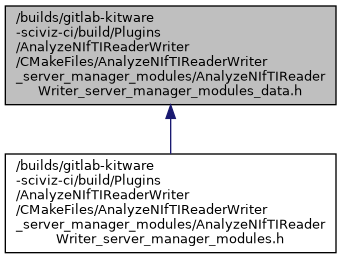 /builds/gitlab-kitware
-sciviz-ci/build/Plugins
/AnalyzeNIfTIReaderWriter
/CMakeFiles/AnalyzeNIfTIReaderWriter
_server_manager_modules/AnalyzeNIfTIReader
Writer_server_manager_modules_data.h
/builds/gitlab-kitware
-sciviz-ci/build/Plugins
/AnalyzeNIfTIReaderWriter
/CMakeFiles/AnalyzeNIfTIReaderWriter
_server_manager_modules/AnalyzeNIfTIReader
Writer_server_manager_modules.h